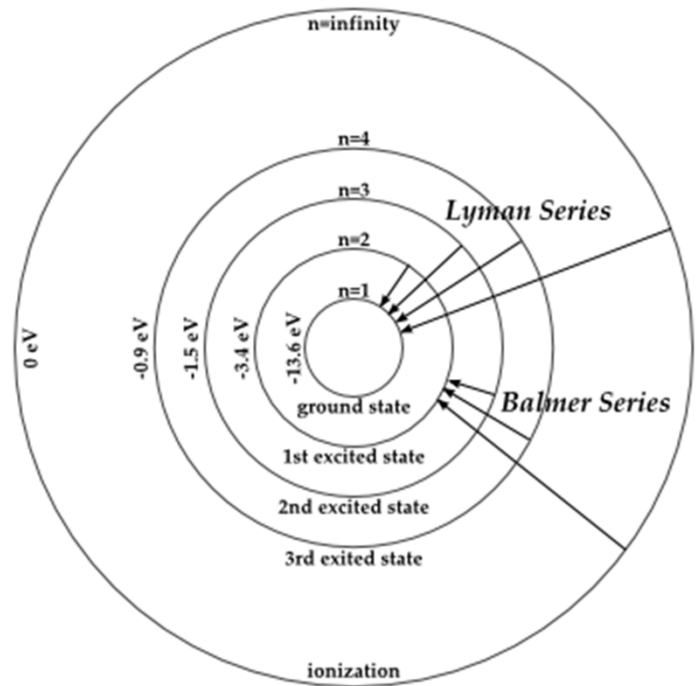 n=infinity
n=4
n=3
Lyman Series
n=2
n=1
0 eV
-0.9 eV
-1.5 eV
-3.4 eV
-13.6 eV
Balmer Series
ground state
1st excited state
2nd excited state
3rd exited state
ionization